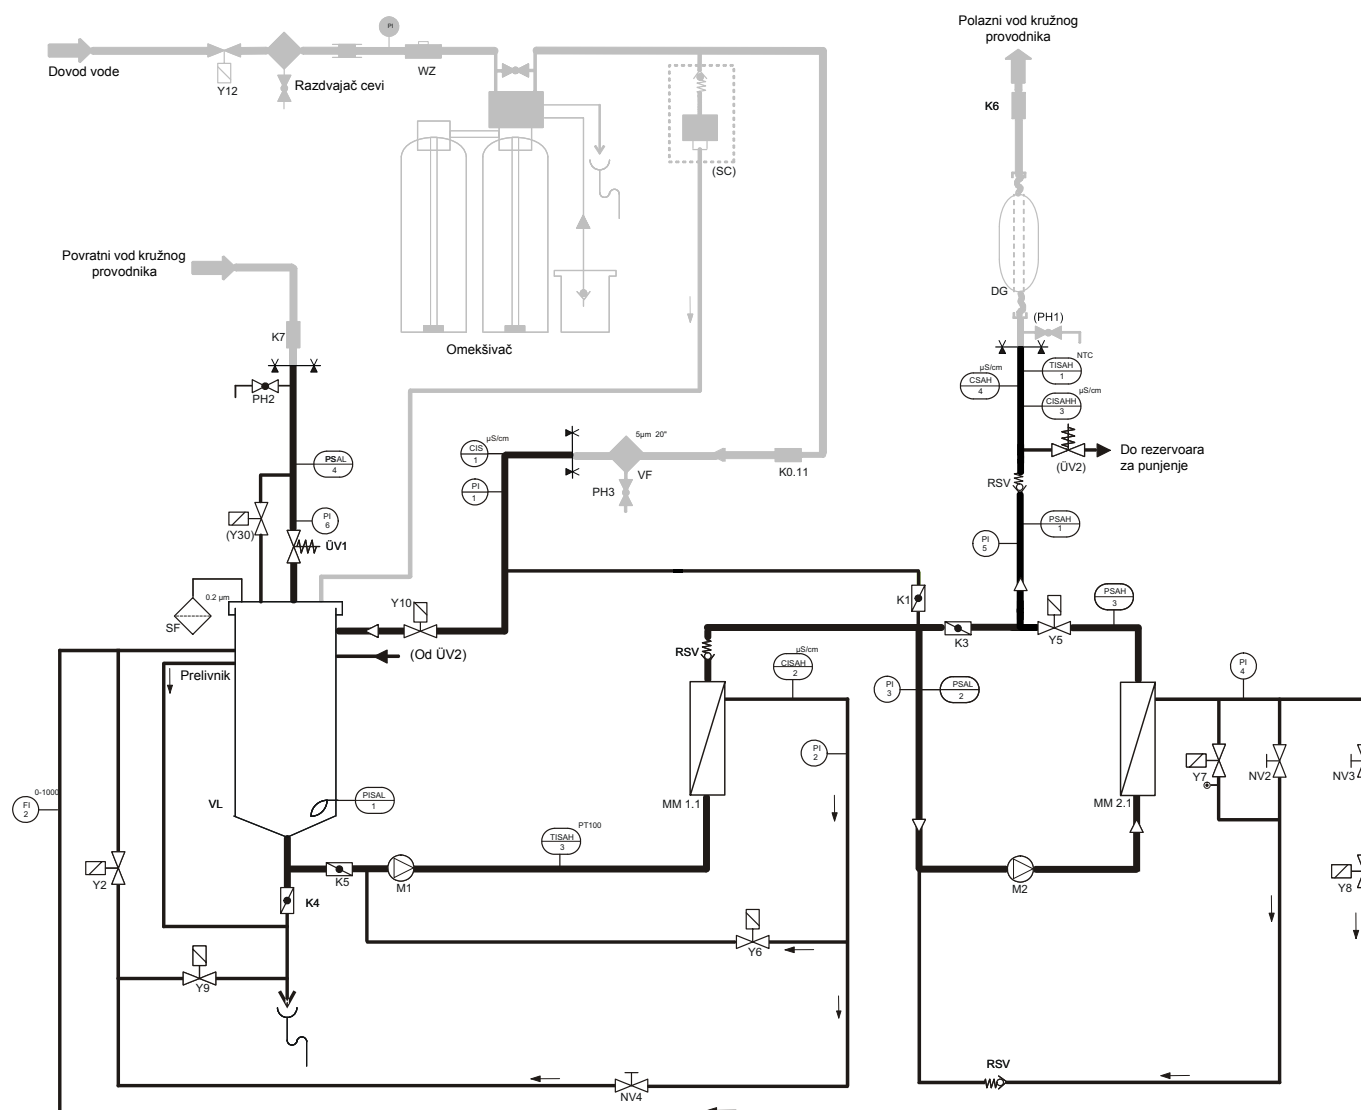 Polazni vod kružnog
provodnika
PI
Dovod vode
Y12
Razdvajač cevi
WZ
K6
(SC)
Povratni vod kružnog
provodnika
DG
K7
(PH1)
Omekšivač
NTC
TISAH
1
µS/cm
CSAH
4
PH2
µS/cm
CISAHH
3
5µm 20"
µS/cm
CIS
1
PSAL
4
Do rezervoara
za punjenje
(ÜV2)
VF
K0.11
RSV
PI
1
PH3
PI
6
PSAH
1
(Y30)
ÜV1
PI
5
0.2 µm
Y10
K1
PSAH
3
SF
K3
Y5
(Od ÜV2)
RSV
µS/cm
CISAH
2
PI
4
Prelivnik
PI
3
PSAL
2
PI
2
Y7
NV2
NV3
0-1000
FI
2
VL
PISAL
1
MM 1.1
MM 2.1
PT100
TISAH
3
Y2
K5
M1
M2
Y8
K4
Y6
Y9
RSV
NV4